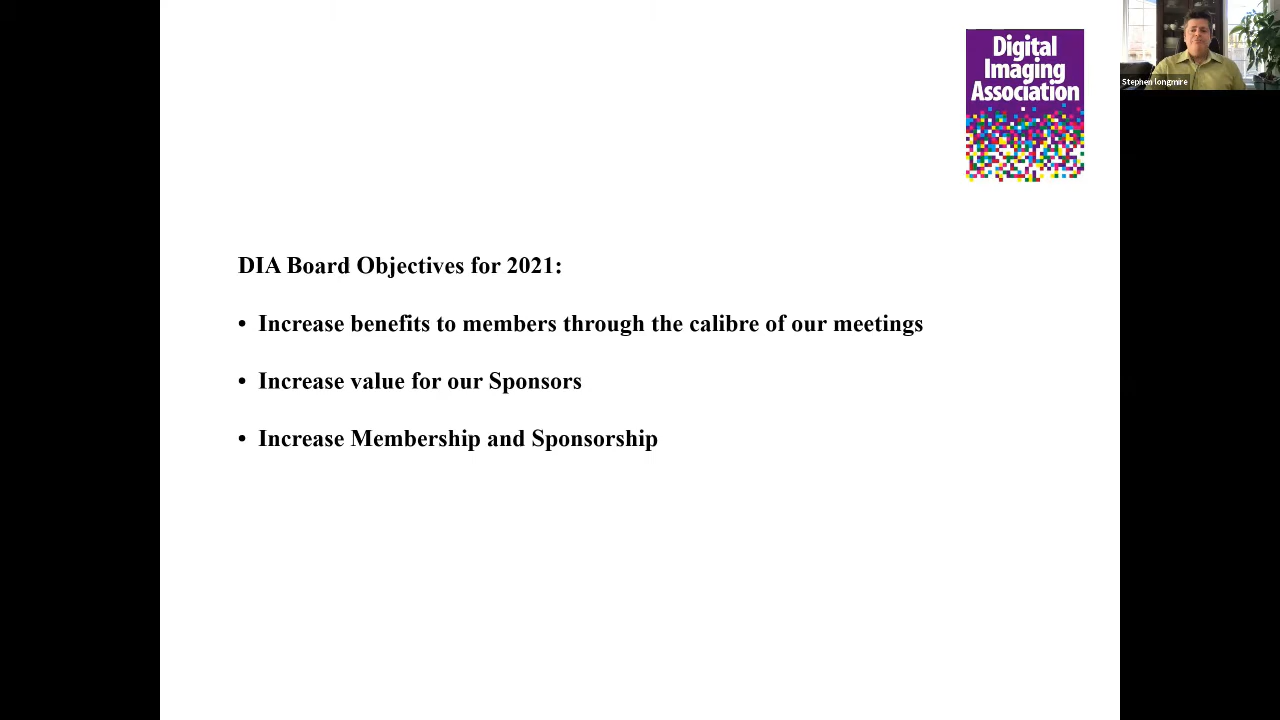 Digital
Imaging
Association
Stephen longmire
DIA Board Objectives for 2021:
• Increase benefits to members through the calibre of our meetings
• Increase value for our Sponsors
• Increase Membership and Sponsorship